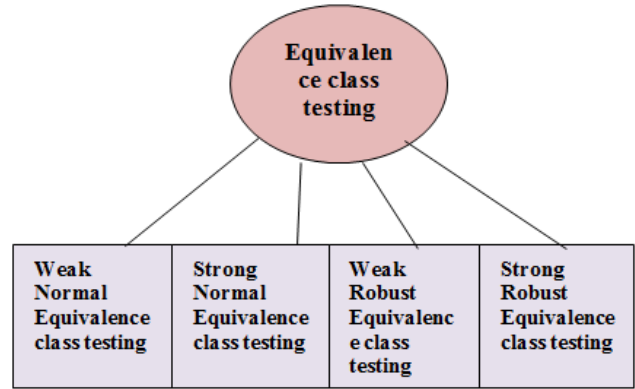 Equivalen
ce class
testing
Weak
Normal
Equivalence
class testing
Strong
Normal
Equivalence
class testing
Weak
Robust
Equivalenc
e class
testing
Strong
Robust
Equivalence
class testing